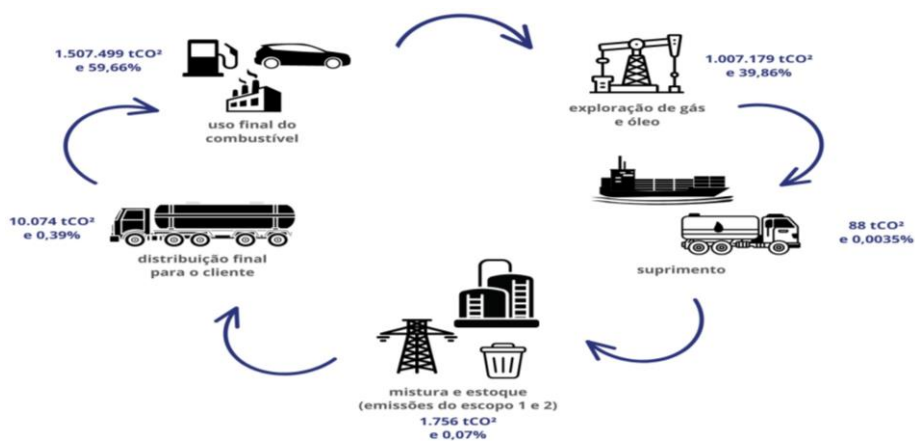 1.507.499 tCO²
e 59,66%
uso final do
combustível
exploração de gás
e óleo
1.007.179 tCO²
e 39,86%
10.074 tCO²
e 0,39%
distribuição final
para o cliente
suprimento
88 tCO²
e 0,0035%
mistura e estoque
(emissões do escopo 1 e 2)
1.756 tCO²
e 0,07%